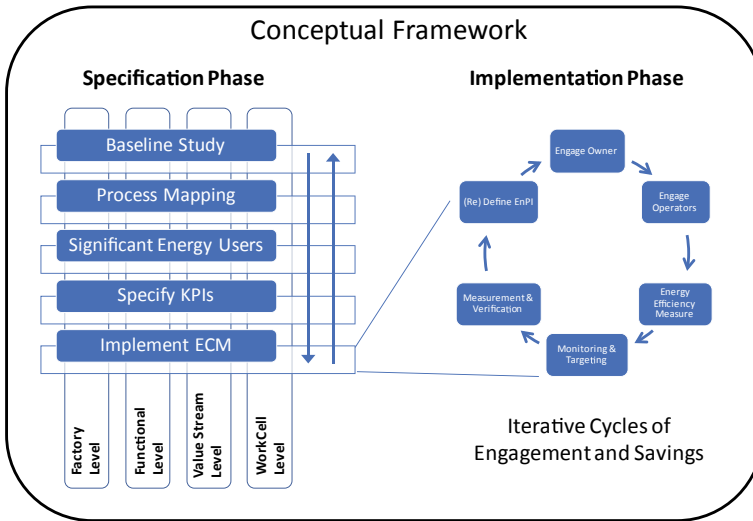 Conceptual Framework
Specification Phase
Baseline Study
Process Mapping
Significant Energy Users
Specify KPIs
Implement ECM
Factory
Level
Functional
Level
Value Stream
Level
WorkCell
Level
Implementation Phase
Engage Owner
Engage
Operators
Energy
Efficiency
Measure
Monitoring &
Targeting
Measurement &
Verification
(Re) Define EnPI
Iterative Cycles of
Engagement and Savings